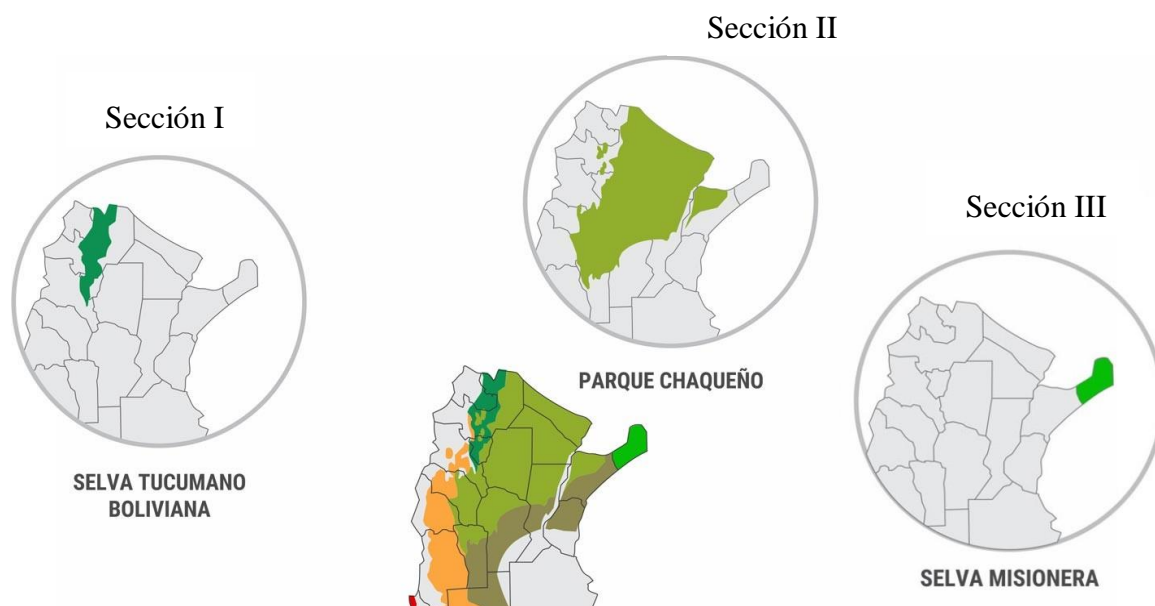 Sección I
SELVA TUCUMANO
BOLIVIANA
Sección II
PARQUE CHAQUEÑO
Sección III
SELVA MISIONERA